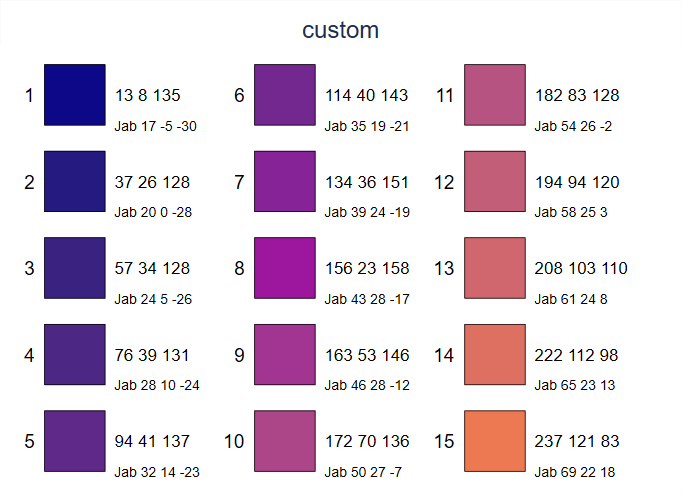 custom
1
13 8 135
Jab 17 -5 -30
2
37 26 128
Jab 20 0 -28
3
57 34 128
Jab 24 5 -26
4
76 39 131
Jab 28 10 -24
5
94 41 137
Jab 32 14 -23
6
114 40 143
Jab 35 19 -21
7
134 36 151
Jab 39 24 -19
8
156 23 158
Jab 43 28 -17
9
163 53 146
Jab 46 28 -12
10
172 70 136
Jab 50 27 -7
11
182 83 128
Jab 54 26 -2
12
194 94 120
Jab 58 25 3
13
208 103 110
Jab 61 24 8
14
222 112 98
Jab 65 23 13
15
237 121 83
Jab 69 22 18